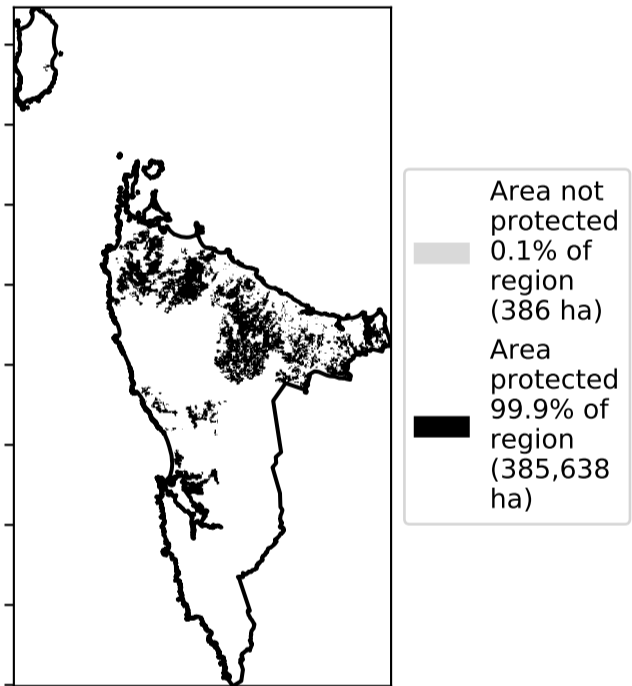 Area not
protected
0.1% of
region
(386 ha)
Area
protected
99.9% of
region
(385,638
ha)